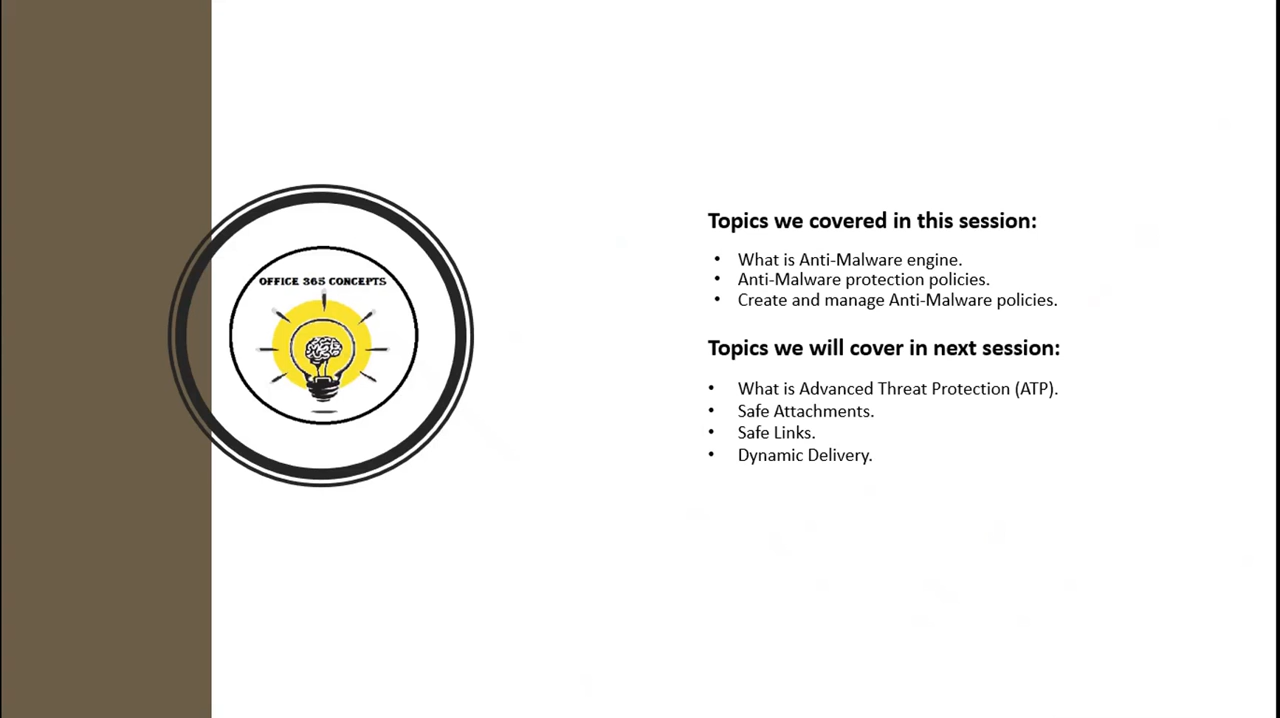 OFFICE 365 CONCEPTS
Topics we covered in this session:
• What is Anti-Malware engine.
• Anti-Malware protection policies.
• Create and manage Anti-Malware policies.
Topics we will cover in next session:
• What is Advanced Threat Protection (ATP).
• Safe Attachments.
• Safe Links.
• Dynamic Delivery.